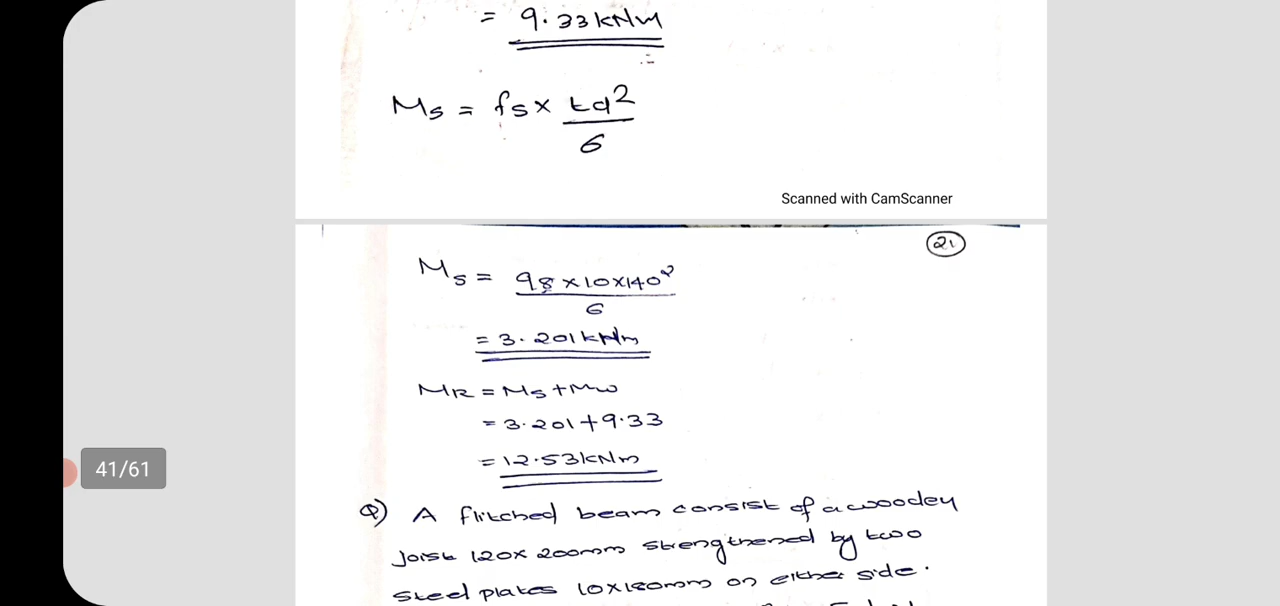 = 9.33 kNm
Ms = fs × td²
6
Scanned with CamScanner
21
Ms = 98 × 10 × 140²
6
= 3.201 kNm
MR = Ms + Mw
= 3.201 + 9.33
= 12.53 kNm
41/61
Q) A flitched beam consist of a wooden
joist 120 × 200mm strengthened by two
steel plates 10 × 180mm on either side.